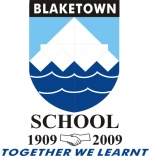 BLAKETOWN
SCHOOL
1909 2009
TOGETHER WE LEARNT